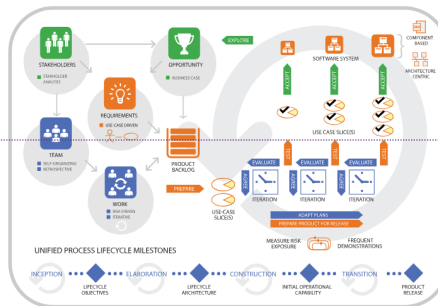 STAKEHOLDERS
STAKEHOLDER
ANALYSIS
OPPORTUNITY
BUSINESS CASE
EXPLORE
SOFTWARE SYSTEM
COMPONENT
BASED
ARCHITECTURE
CENTRIC
ACCEPT
ACCEPT
ACCEPT
REQUIREMENTS
USE-CASE DRIVEN
USE CASE SLICE(S)
TEAM
SELF-ORGANIZING
RETROSPECTIVE
PRODUCT
BACKLOG
TEST
TEST
TEST
EVALUATE
EVALUATE
EVALUATE
AGREE
AGREE
AGREE
ITERATION
ITERATION
ITERATION
PREPARE
USE-CASE
SLICE(S)
WORK
RISK-DRIVEN
ITERATIVE
ADAPT PLANS
PREPARE PRODUCT FOR RELEASE
MEASURE RISK
EXPOSURE
FREQUENT
DEMONSTRATIONS
UNIFIED PROCESS LIFECYCLE MILESTONES
INCEPTION
ELABORATION
CONSTRUCTION
TRANSITION
LIFECYCLE
OBJECTIVES
LIFECYCLE
ARCHITECTURE
INITIAL OPERATIONAL
CAPABILITY
PRODUCT
RELEASE